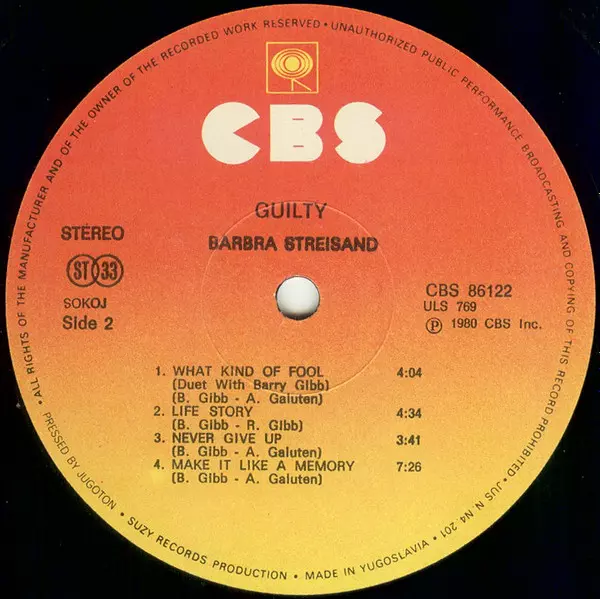 • ALL RIGHTS OF THE MANUFACTURER AND OF THE OWNER OF THE RECORDED WORK RESERVED • UNAUTHORIZED PUBLIC PERFORMANCE BROADCASTING AND COPYING OF THIS RECORD PROHIBITED • JUS N.N4. 201 •
CBS
GUILTY
BARBRA STREISAND
STEREO
ST 33
SOKOJ
Side 2
CBS 86122
ULS 769
Ⓟ 1980 CBS Inc.
1. WHAT KIND OF FOOL 4:04
(Duet With Barry Gibb)
(B. Gibb - A. Galuten)
2. LIFE STORY 4:34
(B. Gibb - R. Gibb)
3. NEVER GIVE UP 3:41
(B. Gibb - A. Galuten)
4. MAKE IT LIKE A MEMORY 7:26
(B. Gibb - A. Galuten)
PRESSED BY JUGOTON • SUZY RECORDS PRODUCTION • MADE IN YUGOSLAVIA •